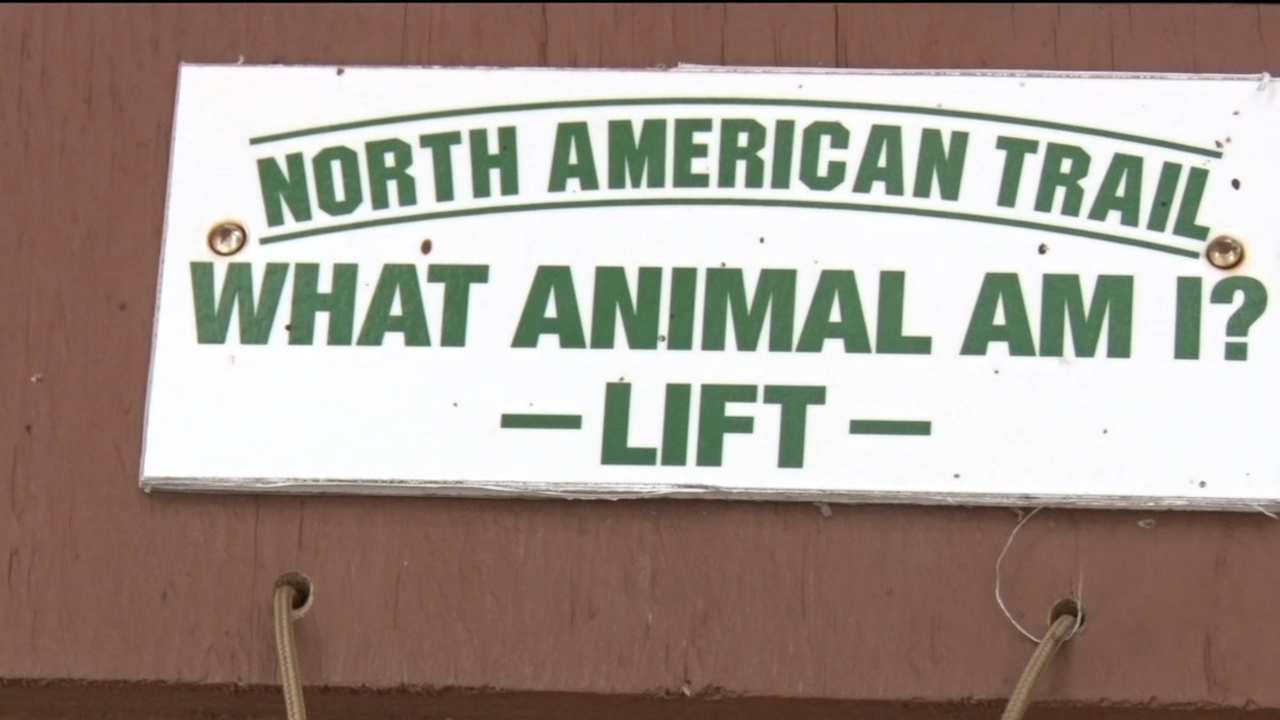 NORTH AMERICAN TRAIL
WHAT ANIMAL AM I?
— LIFT —